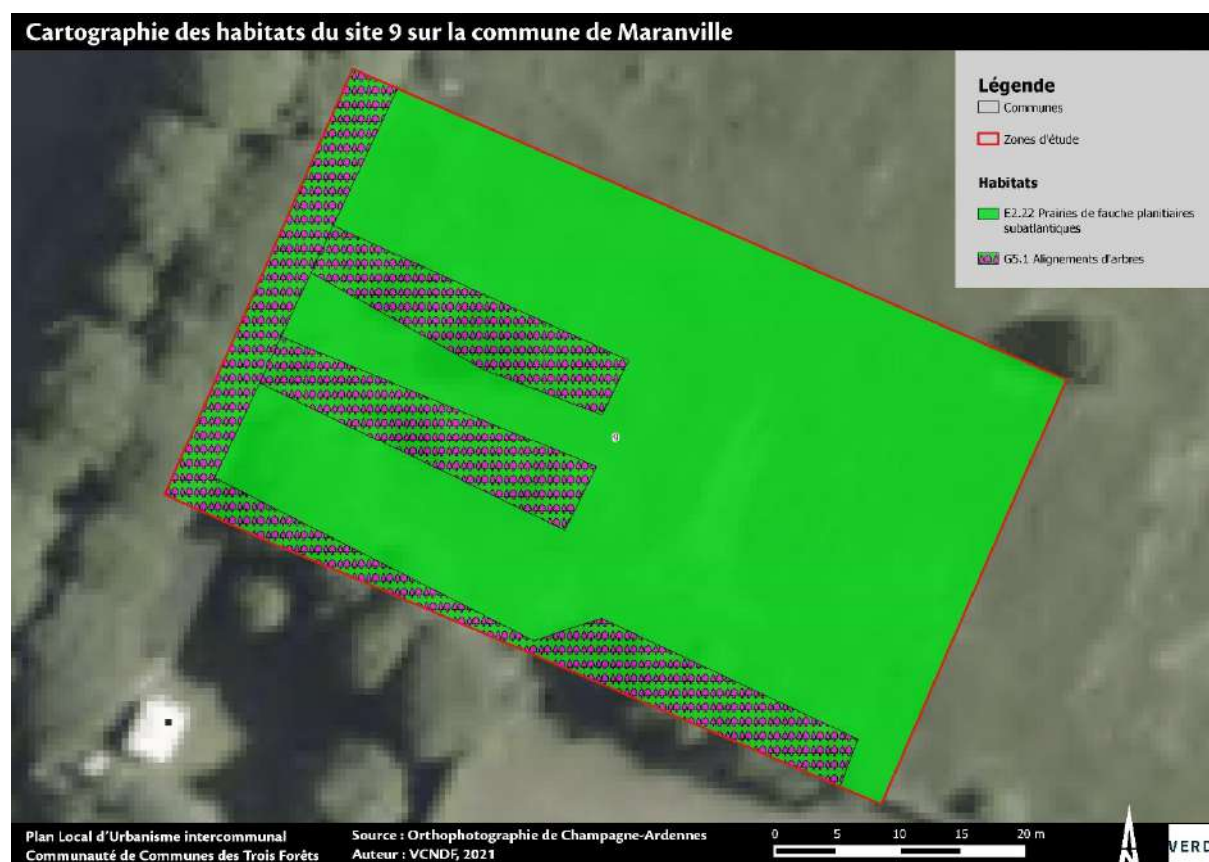 Cartographie des habitats du site 9 sur la commune de Maranville
Légende
Communes
Zones d'étude
Habitats
E2.22 Prairies de fauche planitiaires
subatlantiques
G5.1 Alignements d'arbres
9
Plan Local d'Urbanisme intercommunal
Communauté de Communes des Trois Forêts
Source : Orthophotographie de Champagne-Ardennes
Auteur : VCNDF, 2021
0 5 10 15 20 m
VERD